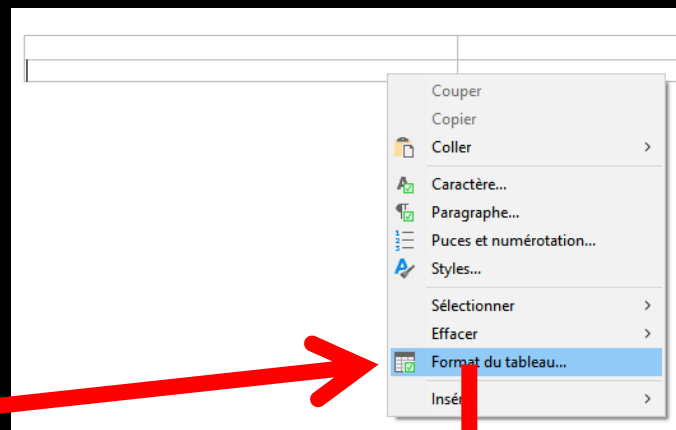 Couper
Copier
Coller
Caractère...
Paragraphe...
Puces et numérotation...
Styles...
Sélectionner
Effacer
Format du tableau...